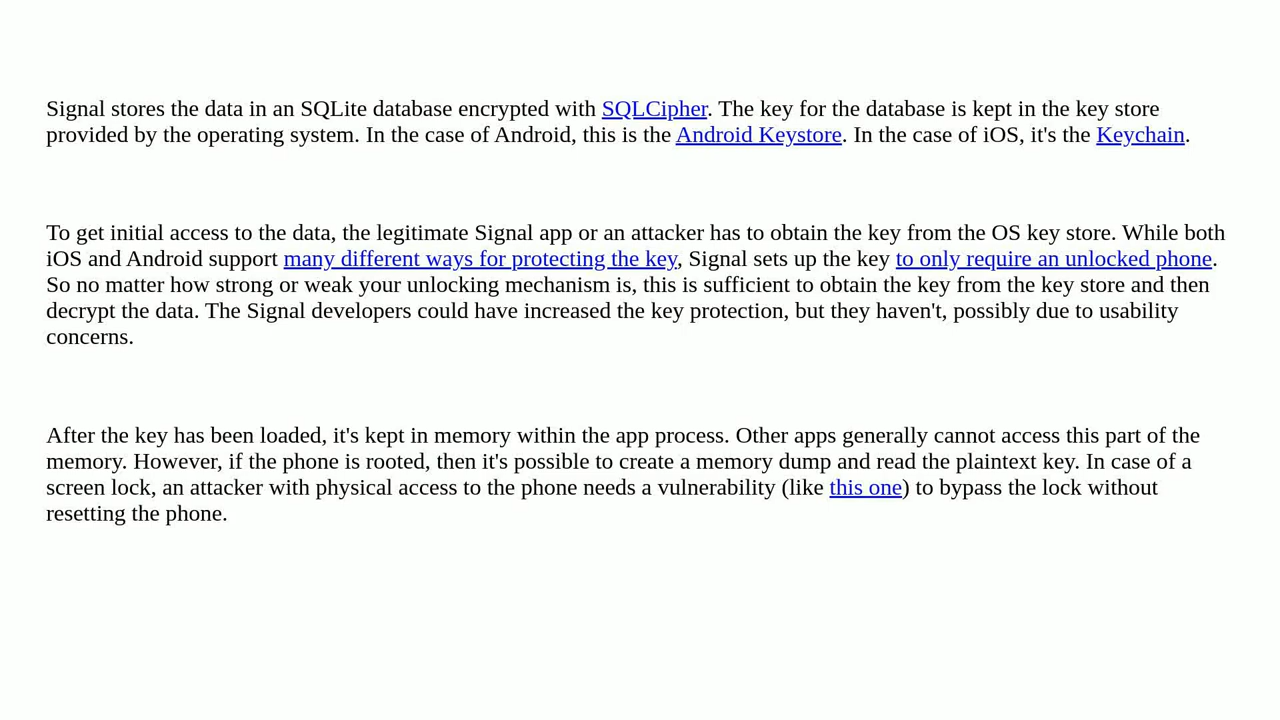 Signal stores the data in an SQLite database encrypted with SQLCipher. The key for the database is kept in the key store
provided by the operating system. In the case of Android, this is the Android Keystore. In the case of iOS, it's the Keychain.
To get initial access to the data, the legitimate Signal app or an attacker has to obtain the key from the OS key store. While both
iOS and Android support many different ways for protecting the key, Signal sets up the key to only require an unlocked phone.
So no matter how strong or weak your unlocking mechanism is, this is sufficient to obtain the key from the key store and then
decrypt the data. The Signal developers could have increased the key protection, but they haven't, possibly due to usability
concerns.
After the key has been loaded, it's kept in memory within the app process. Other apps generally cannot access this part of the
memory. However, if the phone is rooted, then it's possible to create a memory dump and read the plaintext key. In case of a
screen lock, an attacker with physical access to the phone needs a vulnerability (like this one) to bypass the lock without
resetting the phone.